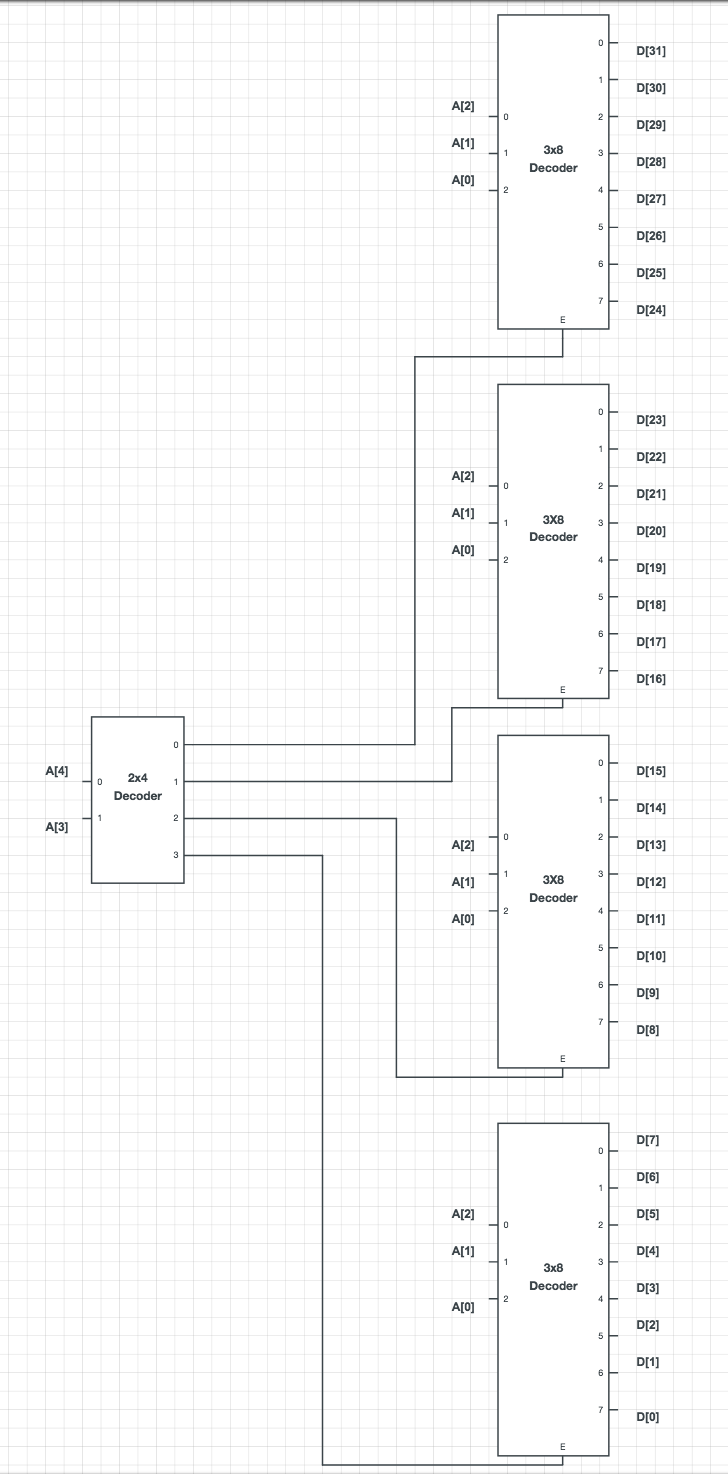 0 D[31]
1 D[30]
A[2] 0 2 D[29]
A[1] 1 3x8 3 D[28]
Decoder
A[0] 2 4 D[27]
5 D[26]
6 D[25]
7 D[24]
E
0 D[23]
1 D[22]
A[2] 0 2 D[21]
A[1] 1 3X8 3 D[20]
Decoder
A[0] 2 4 D[19]
5 D[18]
6 D[17]
7 D[16]
E
0
A[4] 0 2x4 1
Decoder
A[3] 1 2
3
0 D[15]
1 D[14]
A[2] 0 2 D[13]
A[1] 1 3X8 3 D[12]
Decoder
A[0] 2 4 D[11]
5 D[10]
6 D[9]
7 D[8]
E
0 D[7]
1 D[6]
A[2] 0 2 D[5]
A[1] 1 3x8 3 D[4]
Decoder
A[0] 2 4 D[3]
5 D[2]
6 D[1]
7 D[0]
E